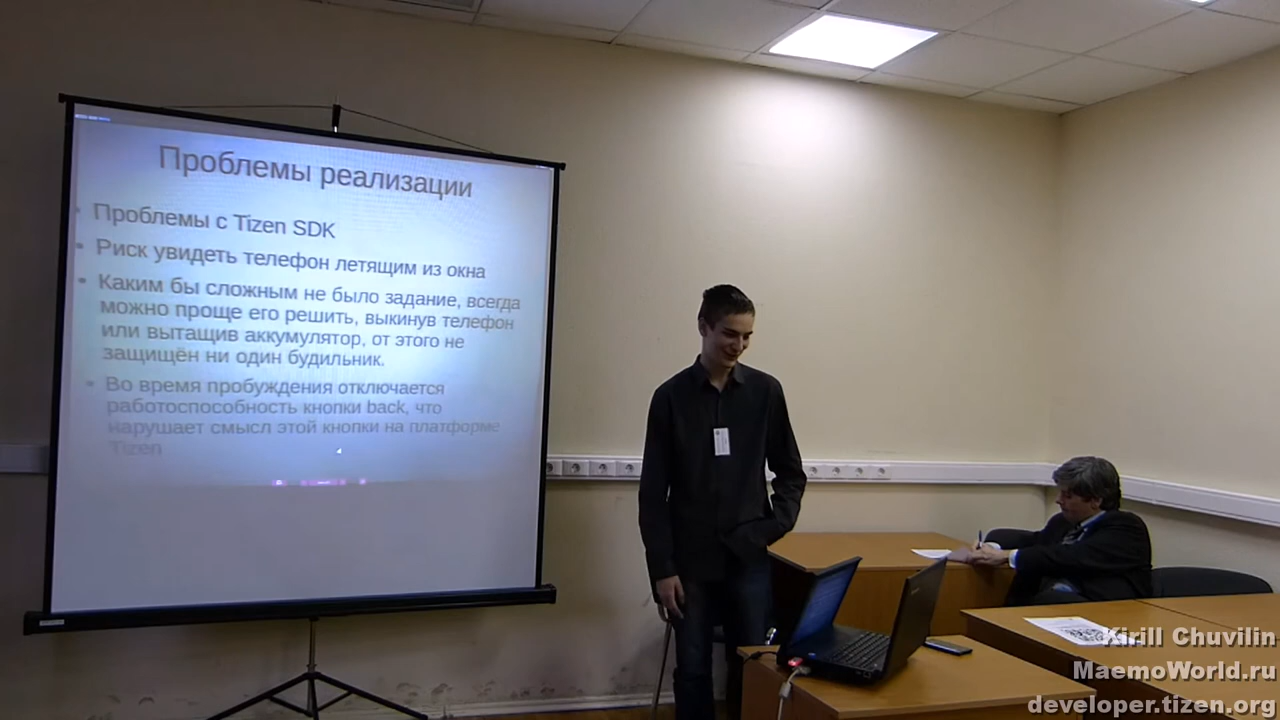 Проблемы реализации
Проблемы с Tizen SDK
Риск увидеть телефон летящим из окна
Каким бы сложным не было задание, всегда
можно проще его решить, выкинув телефон
или вытащив аккумулятор, от этого не
защищён ни один будильник.
Во время пробуждения отключается
работоспособность кнопки back, что
нарушает смысл этой кнопки на платформе
Tizen
Kirill Chuvilin
MaemoWorld.ru
developer.tizen.org